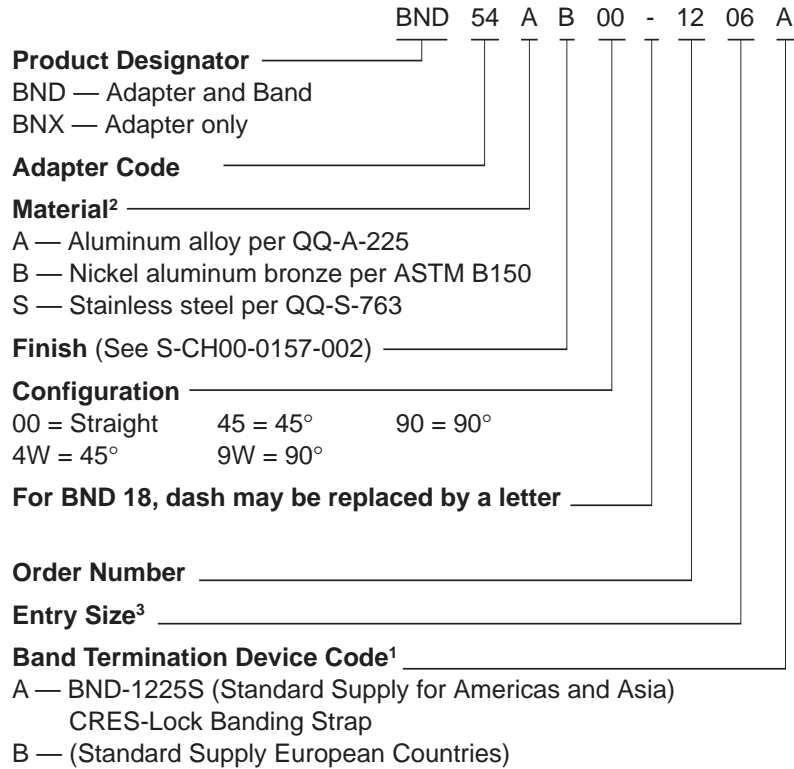 BND 54 A B 00 - 12 06 A
Product Designator
BND — Adapter and Band
BNX — Adapter only
Adapter Code
Material²
A — Aluminum alloy per QQ-A-225
B — Nickel aluminum bronze per ASTM B150
S — Stainless steel per QQ-S-763
Finish (See S-CH00-0157-002)
Configuration
00 = Straight 45 = 45° 90 = 90°
4W = 45° 9W = 90°
For BND 18, dash may be replaced by a letter
Order Number
Entry Size³
Band Termination Device Code¹
A — BND-1225S (Standard Supply for Americas and Asia)
CRES-Lock Banding Strap
B — (Standard Supply European Countries)